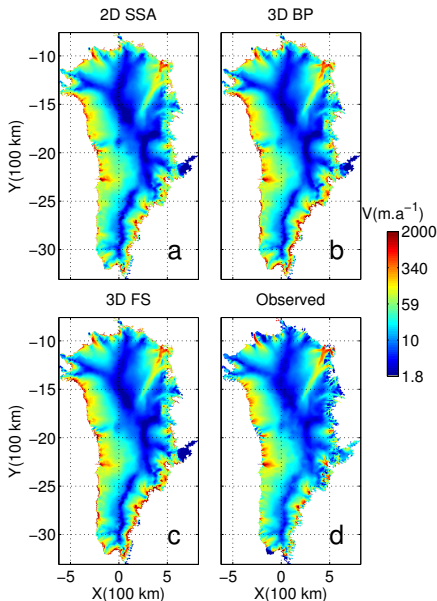 2D SSA 3D BP
−10
−15
−20
−25
−30
Y(100 km)
a b
V(m.a⁻¹)
2000
340
59
10
1.8
3D FS Observed
−10
−15
−20
−25
−30
Y(100 km)
c d
−5 0 5 −5 0 5
X(100 km) X(100 km)